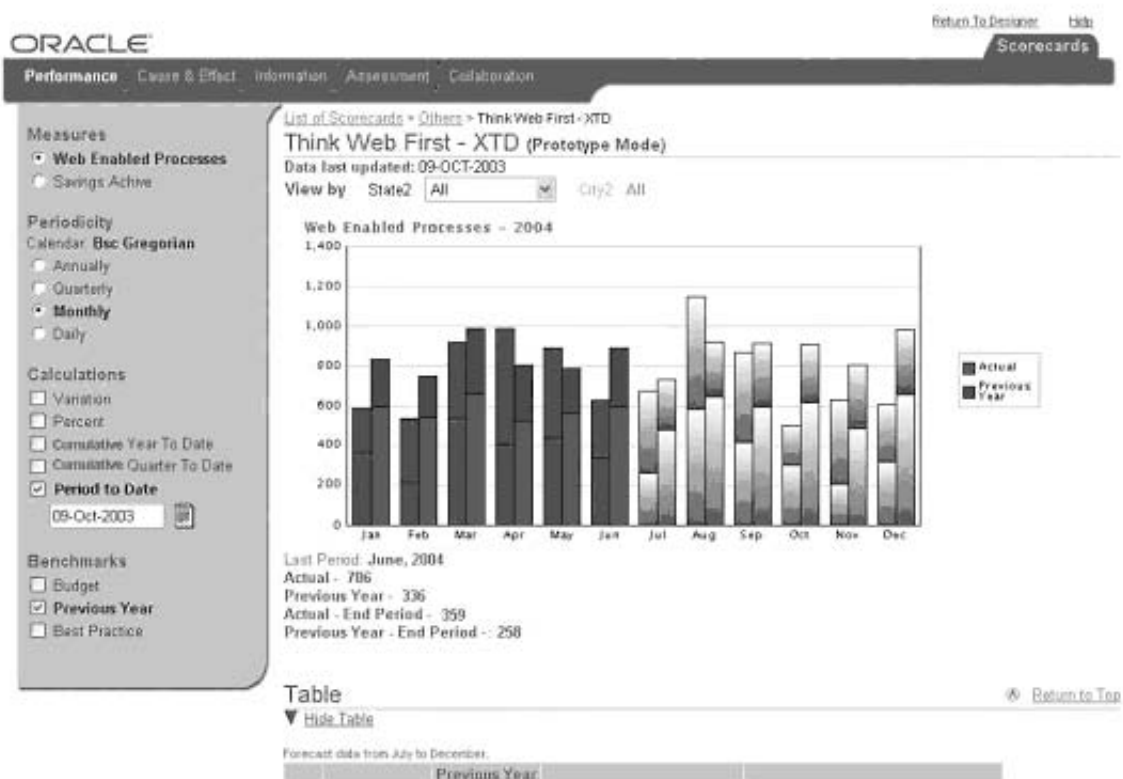 Return To Designer Help
ORACLE
Scorecards
Performance Cause & Effect Information Assessment Collaboration
List of Scorecards > Others > Think Web First - XTD
Think Web First - XTD (Prototype Mode)
Data last updated: 09-OCT-2003
View by State2 All City2 All
Measures
Web Enabled Processes
Savings Achive
Periodicity
Calendar Bsc Gregorian
Annually
Quarterly
Monthly
Daily
Calculations
Variation
Percent
Cumulative Year To Date
Cumulative Quarter To Date
Period to Date
09-Oct-2003
Benchmarks
Budget
Previous Year
Best Practice
Web Enabled Processes - 2004
1,400
1,200
1,000
800
600
400
200
0
Jan Feb Mar Apr May Jun Jul Aug Sep Oct Nov Dec
Actual
Previous Year
Last Period: June, 2004
Actual - 706
Previous Year - 336
Actual - End Period - 359
Previous Year - End Period -: 258
Table
Return to Top
Hide Table
Forecast data from July to December.
Previous Year